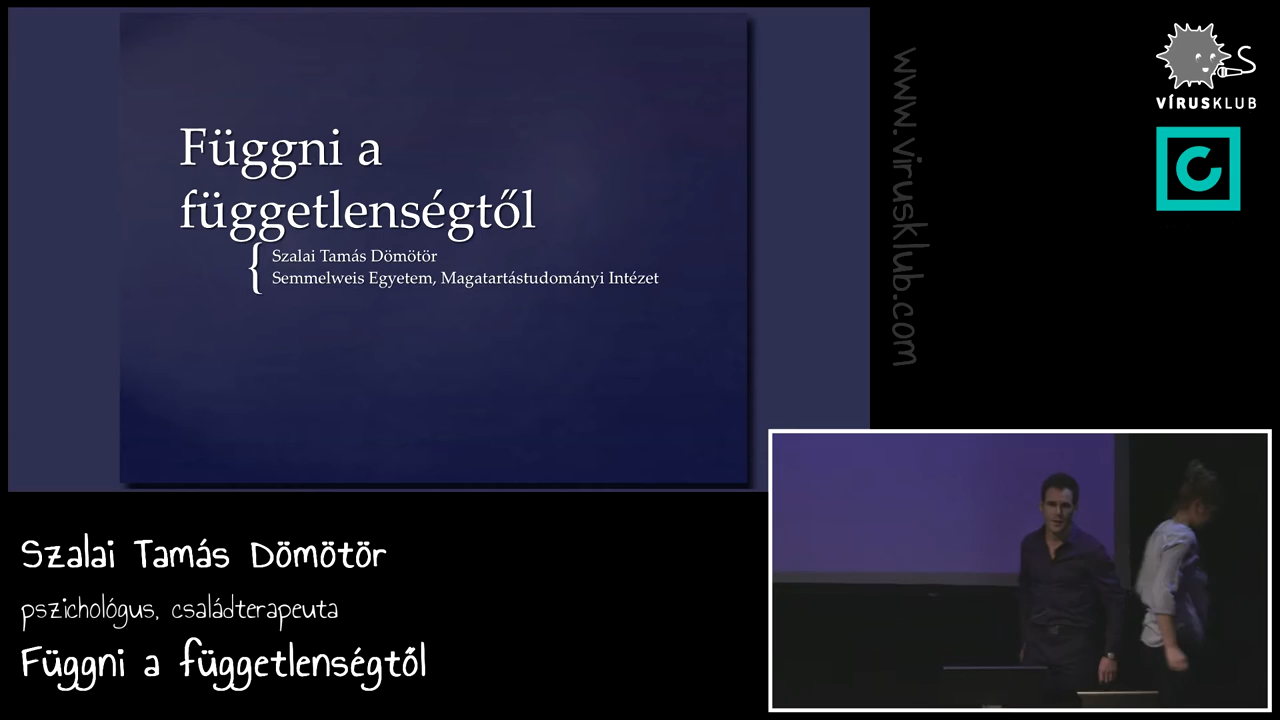 Függni a
függetlenségtől
Szalai Tamás Dömötör
Semmelweis Egyetem, Magatartástudományi Intézet
www.virusklub.com
VÍRUSKLUB
Szalai Tamás Dömötör
pszichológus, családterapeuta
Függni a függetlenségtől